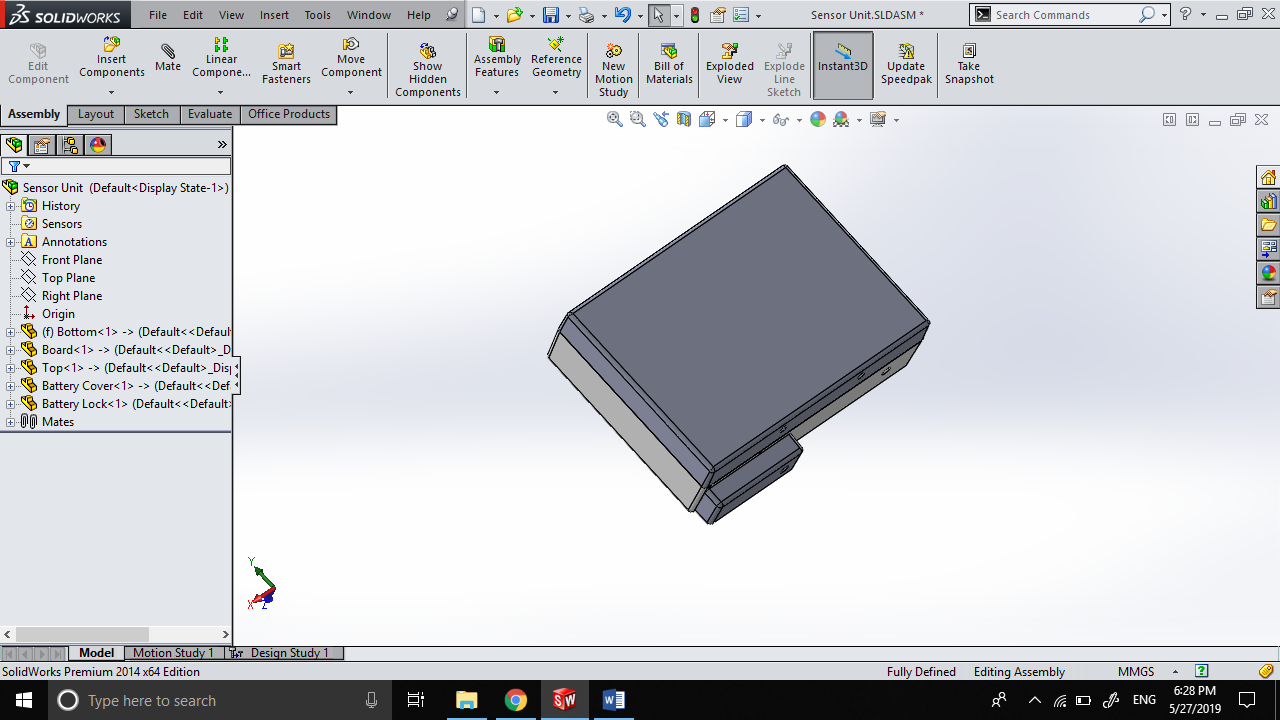 SOLIDWORKS File Edit View Insert Tools Window Help Sensor Unit.SLDASM * Search Commands
Edit Component
Insert Components
Mate
Linear Compone...
Smart Fasteners
Move Component
Show Hidden Components
Assembly Features
Reference Geometry
New Motion Study
Bill of Materials
Exploded View
Explode Line Sketch
Instant3D
Update Speedpak
Take Snapshot
Assembly Layout Sketch Evaluate Office Products
Sensor Unit (Default<Display State-1>)
History
Sensors
A Annotations
Front Plane
Top Plane
Right Plane
Origin
(f) Bottom<1> -> (Default<<Defaul
Board<1> -> (Default<<Default>_D
Top<1> -> (Default<<Default>_Disp
Battery Cover<1> -> (Default<<Def
Battery Lock<1> (Default<<Default>
Mates
Y
X Z
Model Motion Study 1 Design Study 1
SolidWorks Premium 2014 x64 Edition Fully Defined Editing Assembly MMGS
Type here to search ENG 6:28 PM
5/27/2019